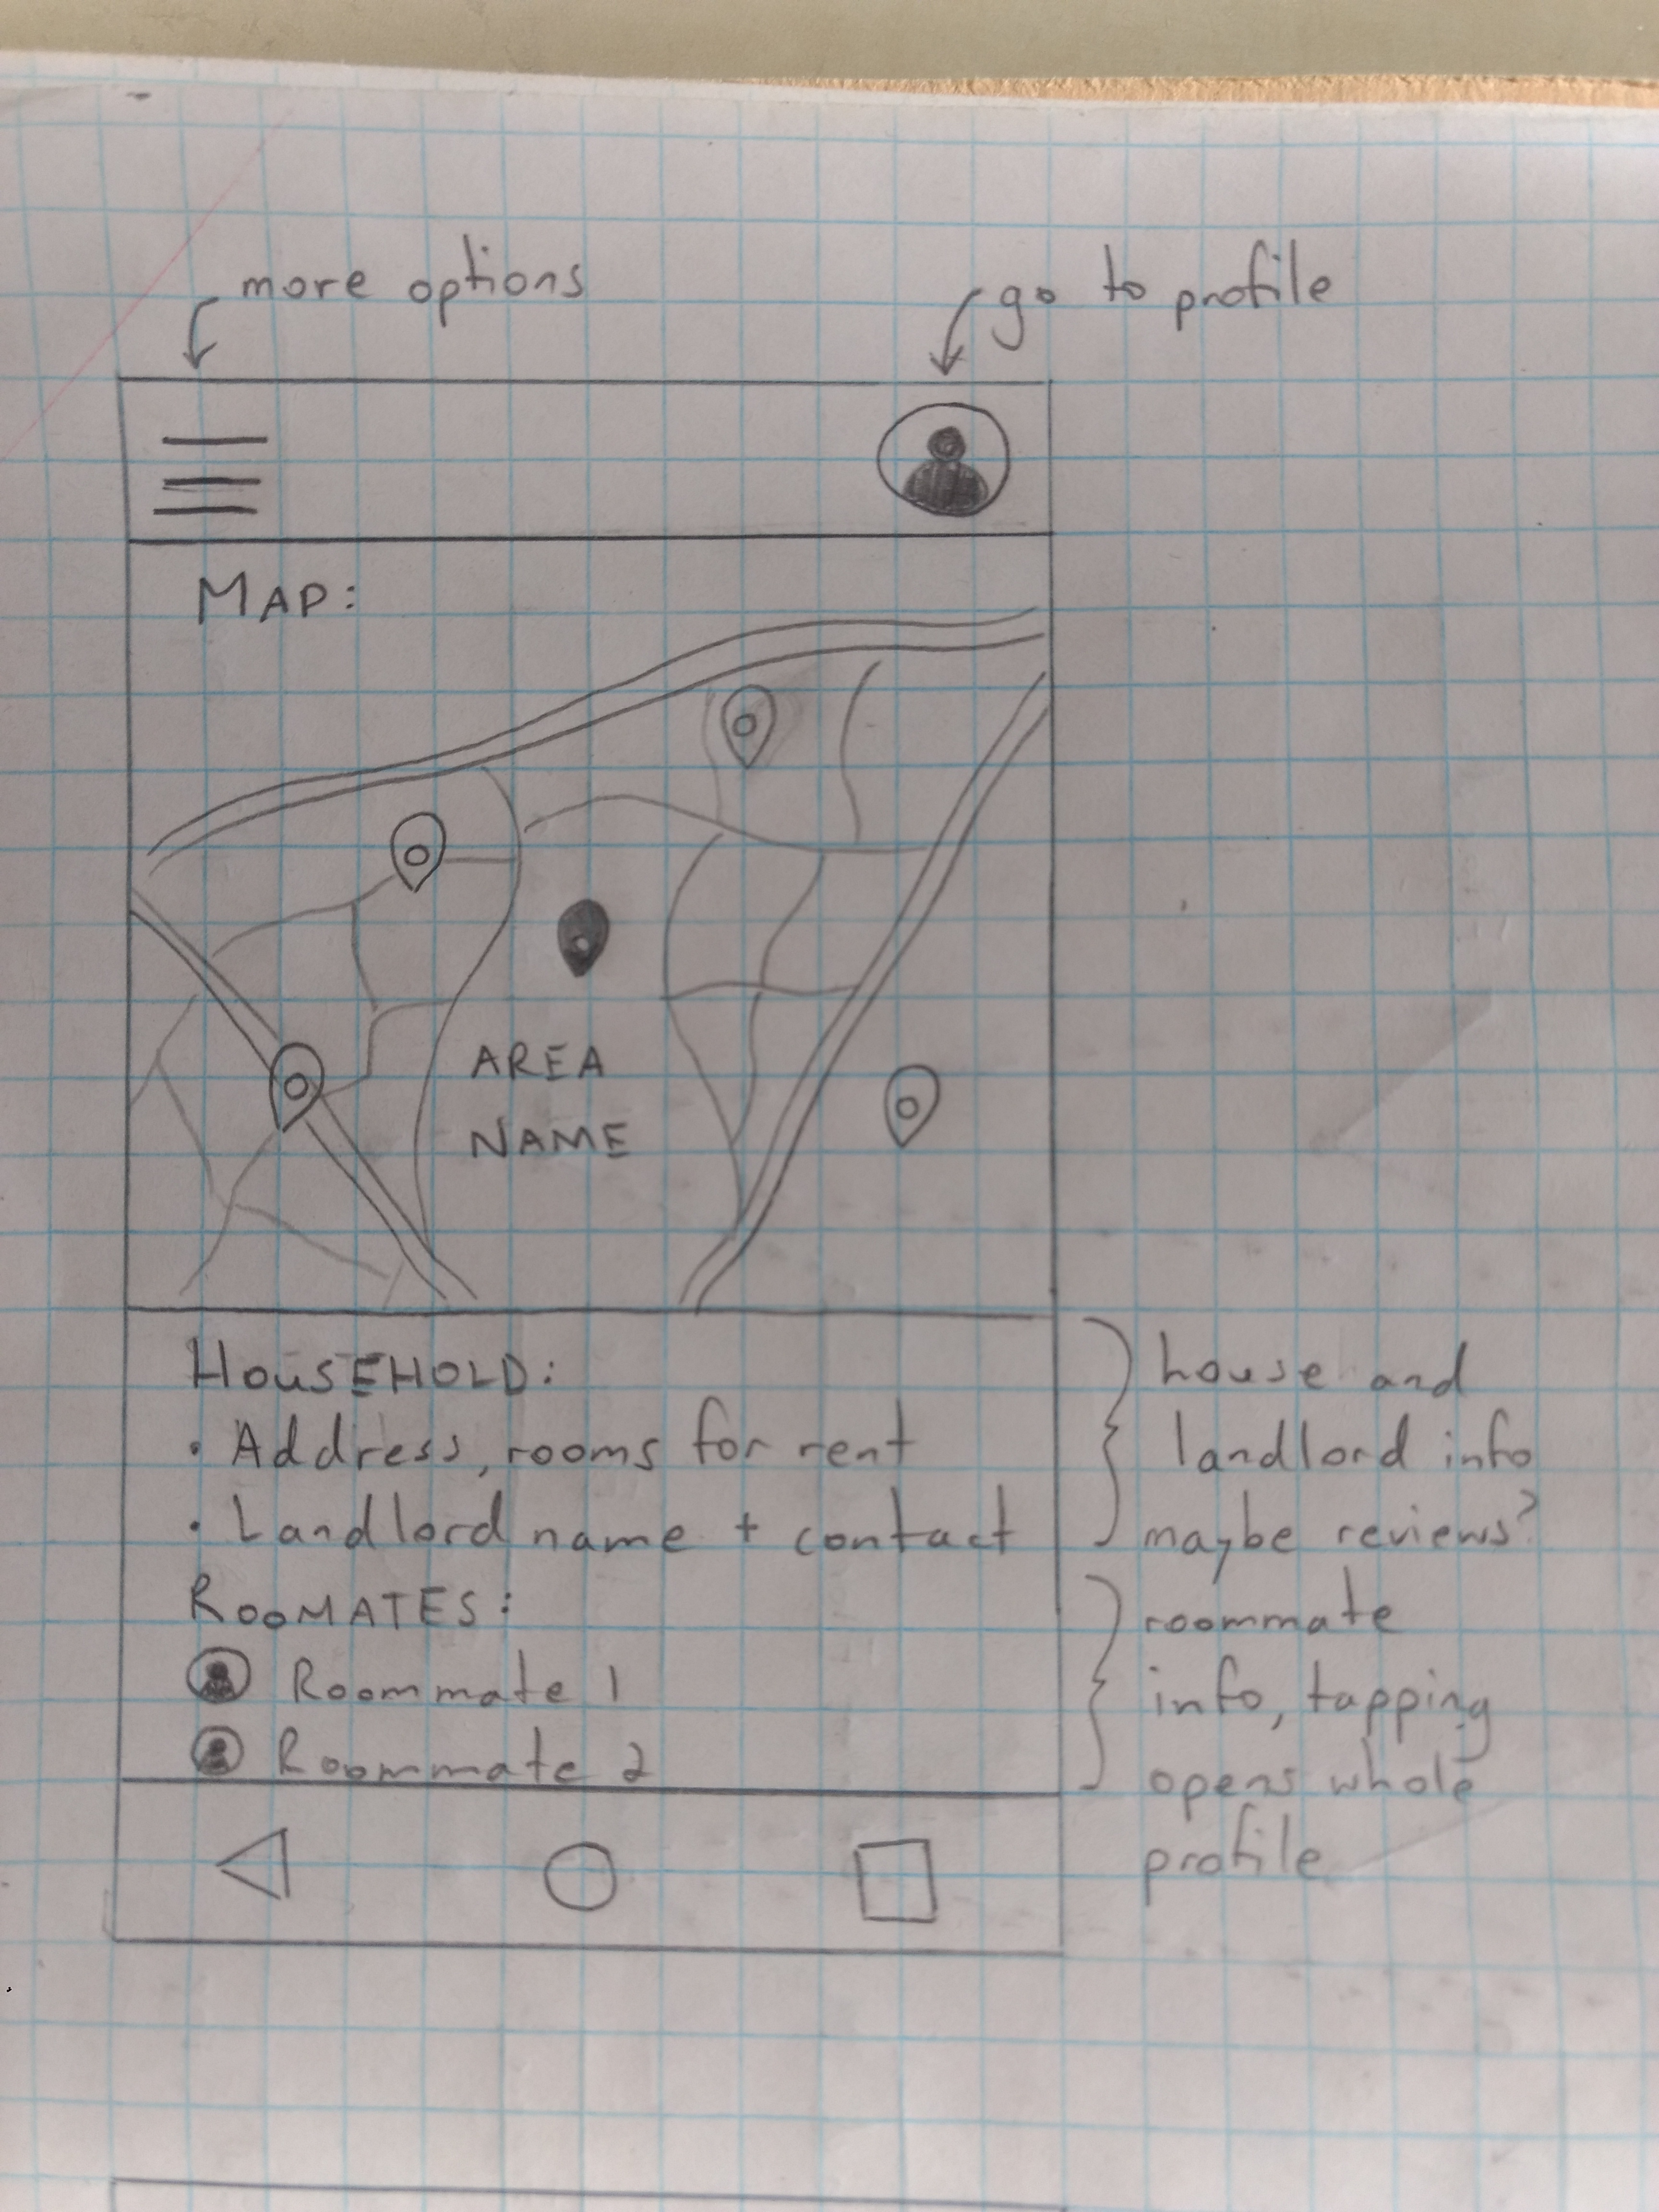 more options
go to profile
MAP:
AREA
NAME
HOUSEHOLD:
• Address, rooms for rent
• Landlord name + contact
ROOMATES:
Roommate 1
Roommate 2
house and
landlord info
maybe reviews?
roommate
info, tapping
opens whole
profile